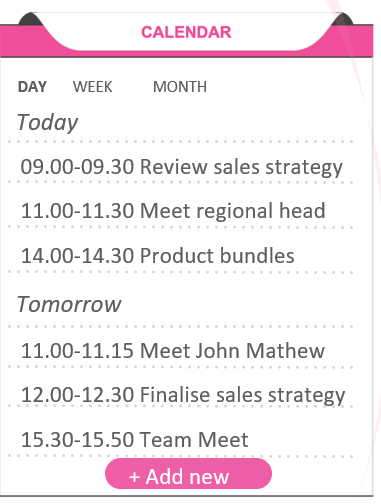 CALENDAR
DAY WEEK MONTH
Today
09.00-09.30 Review sales strategy
11.00-11.30 Meet regional head
14.00-14.30 Product bundles
Tomorrow
11.00-11.15 Meet John Mathew
12.00-12.30 Finalise sales strategy
15.30-15.50 Team Meet
+ Add new